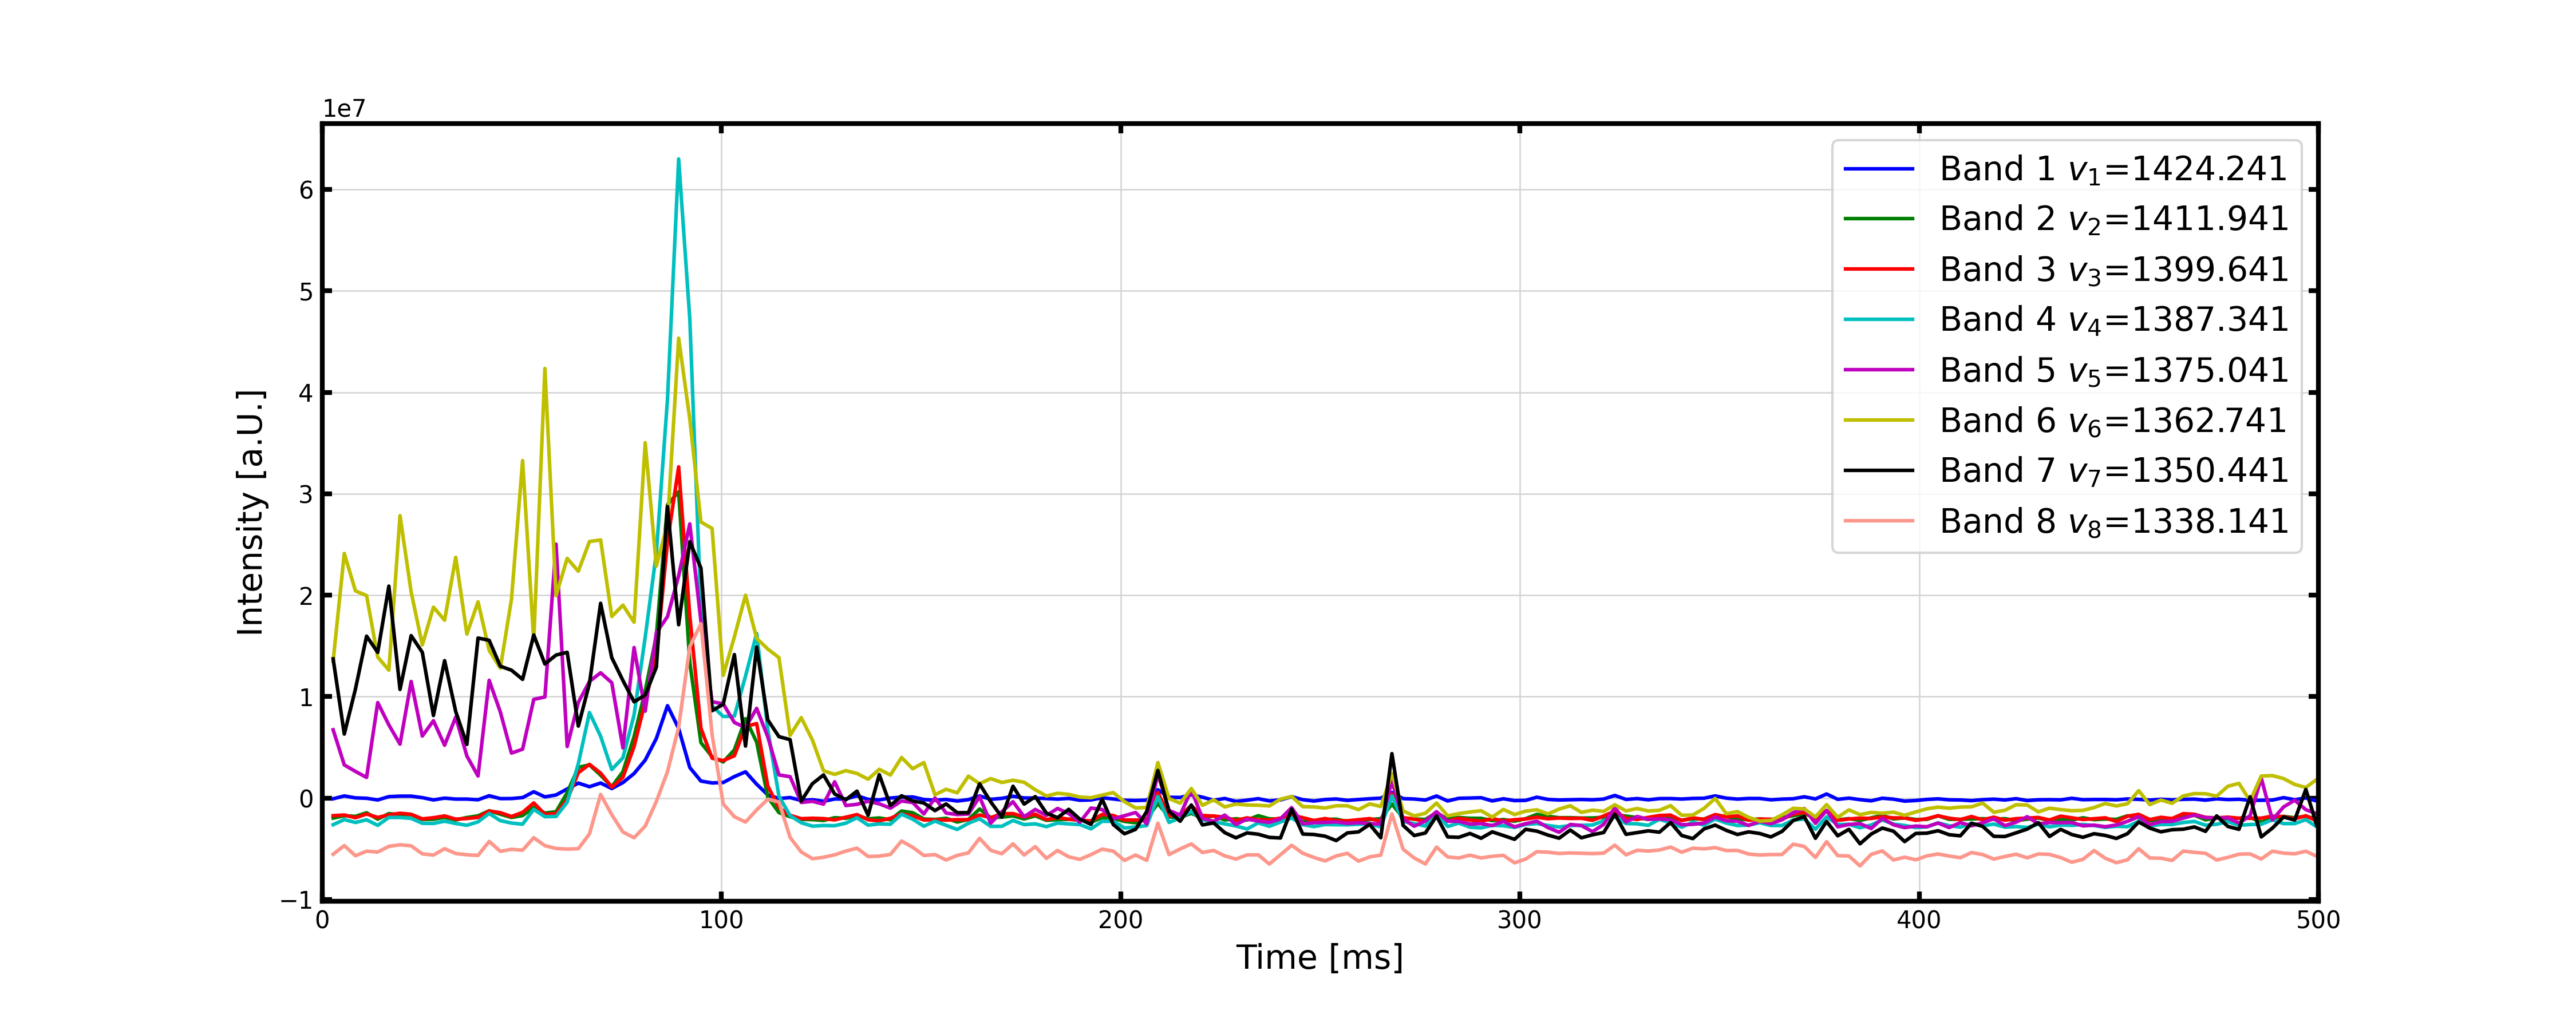 1e7
6
5
4
3
2
1
0
−1
0 100 200 300 400 500
Intensity [a.U.]
Time [ms]
Band 1 v₁=1424.241
Band 2 v₂=1411.941
Band 3 v₃=1399.641
Band 4 v₄=1387.341
Band 5 v₅=1375.041
Band 6 v₆=1362.741
Band 7 v₇=1350.441
Band 8 v₈=1338.141